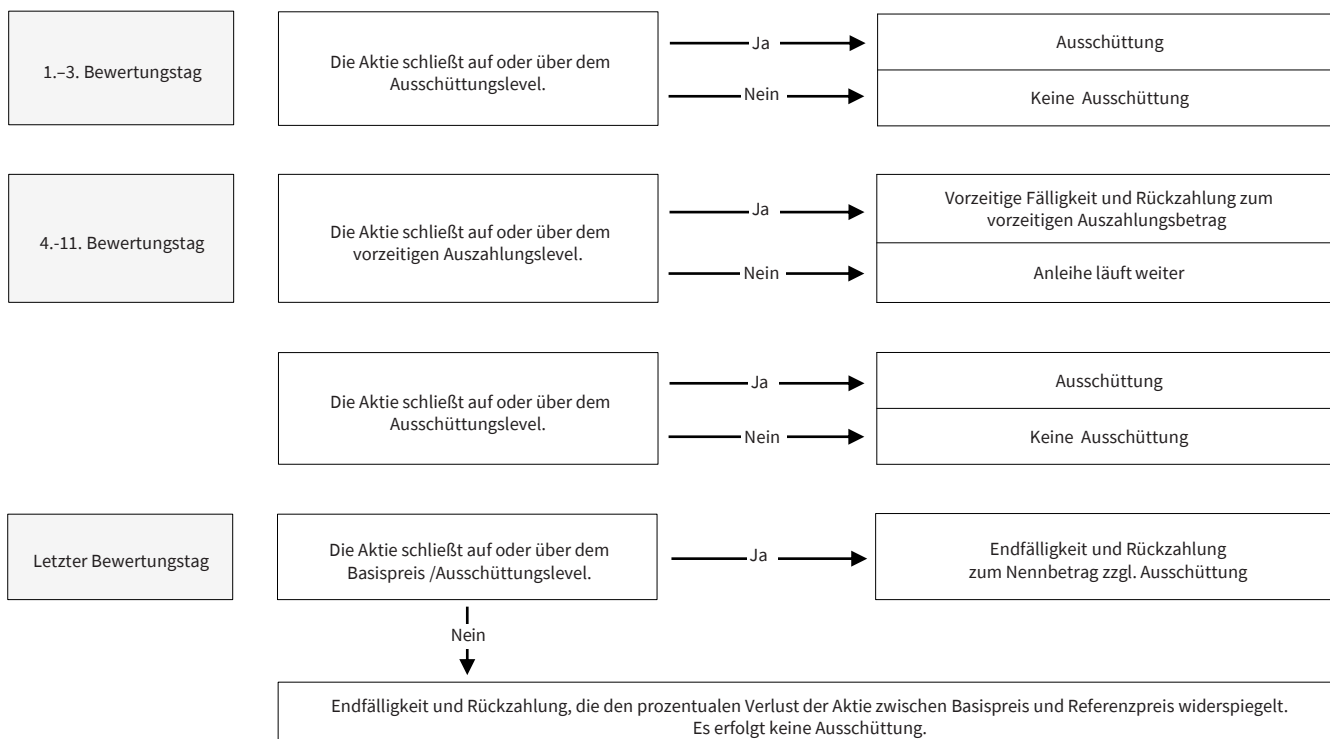 1.–3. Bewertungstag
Die Aktie schließt auf oder über dem
Ausschüttungslevel.
Ja
Ausschüttung
Nein
Keine Ausschüttung
4.-11. Bewertungstag
Die Aktie schließt auf oder über dem
vorzeitigen Auszahlungslevel.
Ja
Vorzeitige Fälligkeit und Rückzahlung zum
vorzeitigen Auszahlungsbetrag
Nein
Anleihe läuft weiter
Die Aktie schließt auf oder über dem
Ausschüttungslevel.
Ja
Ausschüttung
Nein
Keine Ausschüttung
Letzter Bewertungstag
Die Aktie schließt auf oder über dem
Basispreis /Ausschüttungslevel.
Ja
Endfälligkeit und Rückzahlung
zum Nennbetrag zzgl. Ausschüttung
Nein
Endfälligkeit und Rückzahlung, die den prozentualen Verlust der Aktie zwischen Basispreis und Referenzpreis widerspiegelt.
Es erfolgt keine Ausschüttung.